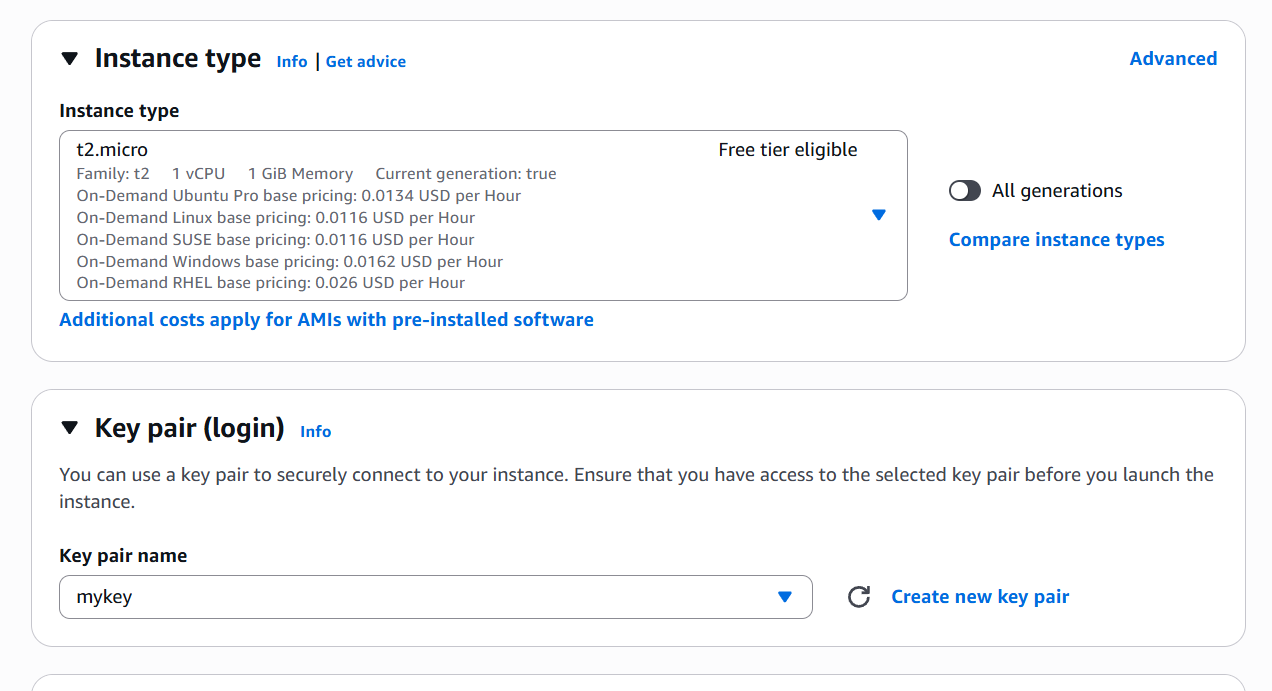 Instance type Info | Get advice Advanced
Instance type
t2.micro Free tier eligible
Family: t2 1 vCPU 1 GiB Memory Current generation: true
On-Demand Ubuntu Pro base pricing: 0.0134 USD per Hour
On-Demand Linux base pricing: 0.0116 USD per Hour
On-Demand SUSE base pricing: 0.0116 USD per Hour
On-Demand Windows base pricing: 0.0162 USD per Hour
On-Demand RHEL base pricing: 0.026 USD per Hour
All generations
Compare instance types
Additional costs apply for AMIs with pre-installed software
Key pair (login) Info
You can use a key pair to securely connect to your instance. Ensure that you have access to the selected key pair before you launch the
instance.
Key pair name
mykey Create new key pair